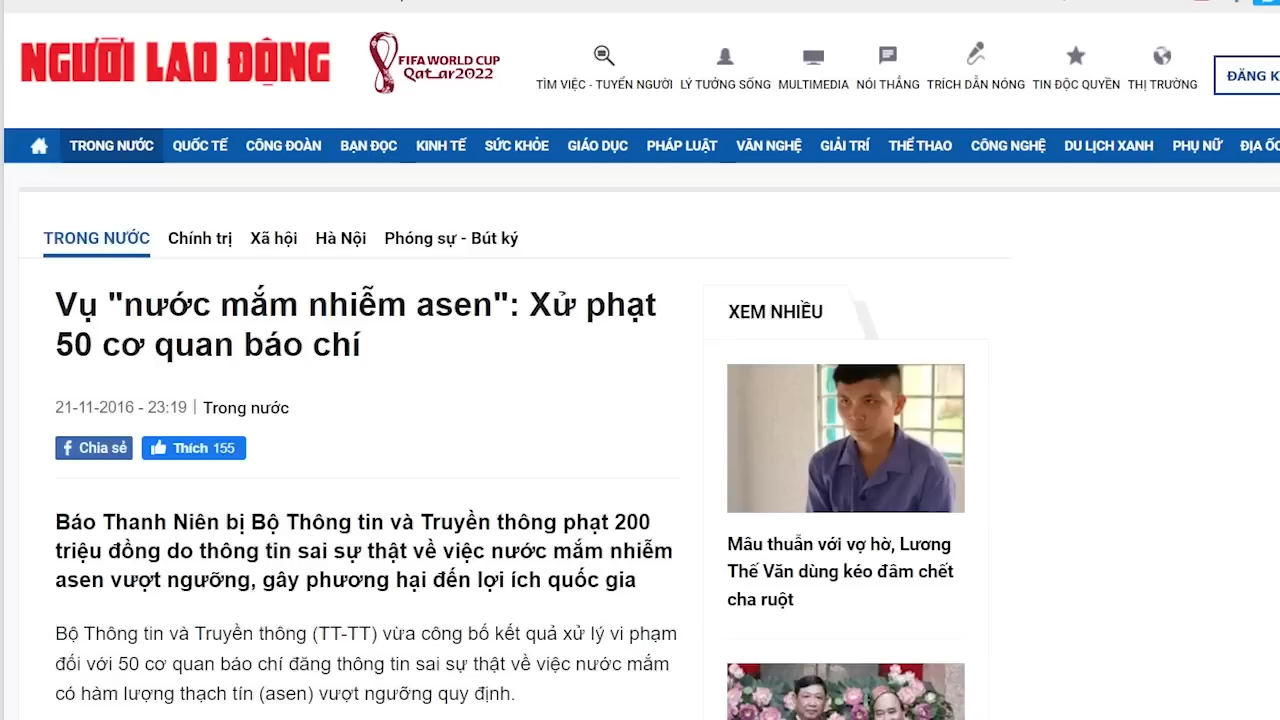 NGƯỜI LAO ĐỘNG
FIFA WORLD CUP
Qatar2022
TÌM VIỆC - TUYỂN NGƯỜI LÝ TƯỞNG SỐNG MULTIMEDIA NÓI THẲNG TRÍCH DẪN NÓNG TIN ĐỘC QUYỀN THỊ TRƯỜNG
ĐĂNG K
TRONG NƯỚC QUỐC TẾ CÔNG ĐOÀN BẠN ĐỌC KINH TẾ SỨC KHỎE GIÁO DỤC PHÁP LUẬT VĂN NGHỆ GIẢI TRÍ THỂ THAO CÔNG NGHỆ DU LỊCH XANH PHỤ NỮ ĐỊA ỐC
TRONG NƯỚC Chính trị Xã hội Hà Nội Phóng sự - Bút ký
Vụ "nước mắm nhiễm asen": Xử phạt
50 cơ quan báo chí
21-11-2016 - 23:19 | Trong nước
Chia sẻ Thích 155
Báo Thanh Niên bị Bộ Thông tin và Truyền thông phạt 200
triệu đồng do thông tin sai sự thật về việc nước mắm nhiễm
asen vượt ngưỡng, gây phương hại đến lợi ích quốc gia
Bộ Thông tin và Truyền thông (TT-TT) vừa công bố kết quả xử lý vi phạm
đối với 50 cơ quan báo chí đăng thông tin sai sự thật về việc nước mắm
có hàm lượng thạch tín (asen) vượt ngưỡng quy định.
XEM NHIỀU
Mâu thuẫn với vợ hờ, Lương
Thế Văn dùng kéo đâm chết
cha ruột